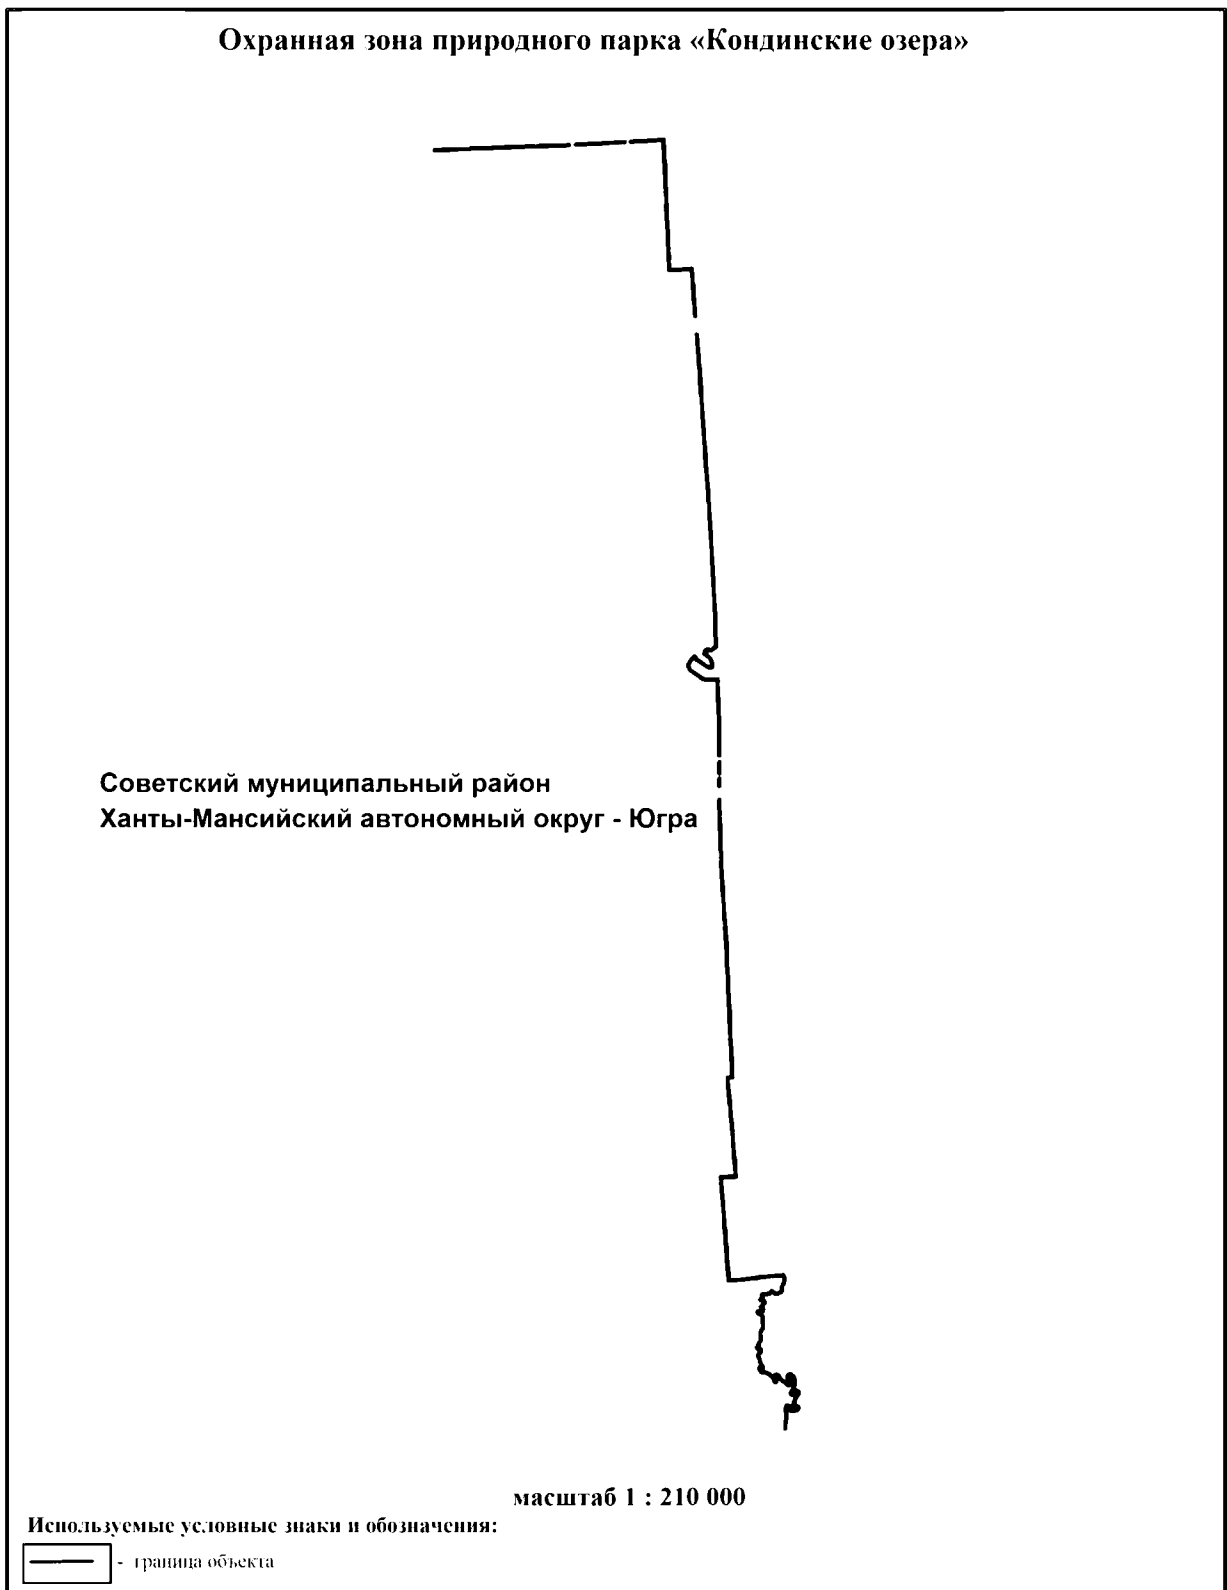 Охранная зона природного парка «Кондинские озера»
Советский муниципальный район
Ханты-Мансийский автономный округ - Югра
масштаб 1 : 210 000
Используемые условные знаки и обозначения:
- граница объекта